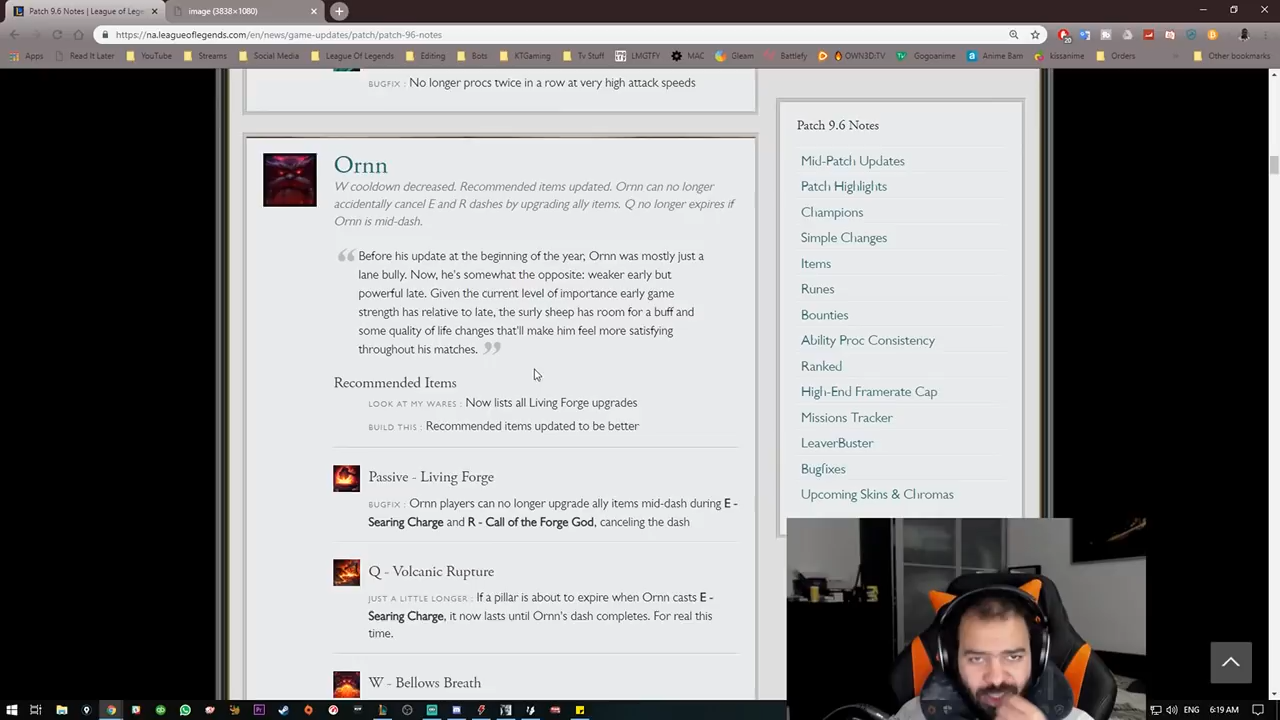 Patch 9.6 Notes | League of Leg
image (3838×1080)
https://na.leagueoflegends.com/en/news/game-updates/patch/patch-96-notes
Apps
Read It Later
YouTube
Streams
Social Media
League Of Legends
Editing
Bots
KTGaming
Tv Stuff
LMGTFY
MAC
Gleam
Battlefy
OWN3D.TV
Gogoanime
Anime Bam
kissanime
Orders
Other bookmarks
BUGFIX : No longer procs twice in a row at very high attack speeds
Ornn
W cooldown decreased. Recommended items updated. Ornn can no longer
accidentally cancel E and R dashes by upgrading ally items. Q no longer expires if
Ornn is mid-dash.
Before his update at the beginning of the year, Ornn was mostly just a
lane bully. Now, he's somewhat the opposite: weaker early but
powerful late. Given the current level of importance early game
strength has relative to late, the surly sheep has room for a buff and
some quality of life changes that'll make him feel more satisfying
throughout his matches.
Recommended Items
LOOK AT MY WARES : Now lists all Living Forge upgrades
BUILD THIS : Recommended items updated to be better
Passive - Living Forge
BUGFIX : Ornn players can no longer upgrade ally items mid-dash during E -
Searing Charge and R - Call of the Forge God, canceling the dash
Q - Volcanic Rupture
JUST A LITTLE LONGER : If a pillar is about to expire when Ornn casts E -
Searing Charge, it now lasts until Ornn's dash completes. For real this
time.
W - Bellows Breath
Patch 9.6 Notes
Mid-Patch Updates
Patch Highlights
Champions
Simple Changes
Items
Runes
Bounties
Ability Proc Consistency
Ranked
High-End Framerate Cap
Missions Tracker
LeaverBuster
Bugfixes
Upcoming Skins & Chromas
6:19 AM